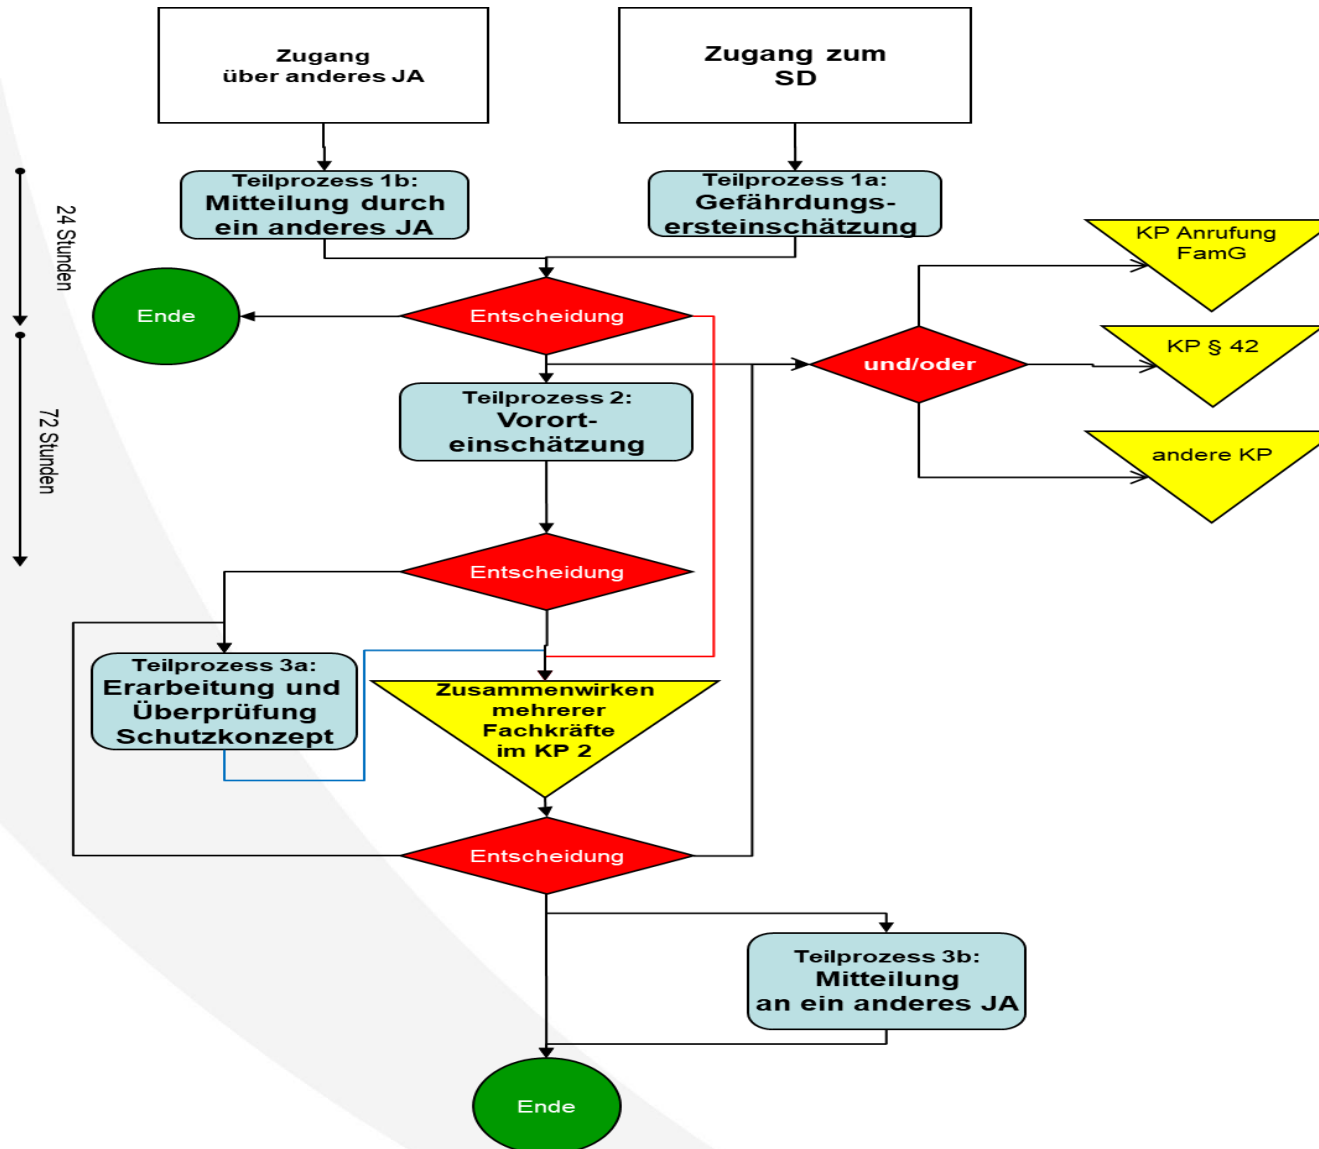 Zugang
über anderes JA
Zugang zum
SD
Teilprozess 1b:
Mitteilung durch
ein anderes JA
Teilprozess 1a:
Gefährdungs-
ersteinschätzung
24 Stunden
KP Anrufung
FamG
Ende
Entscheidung
und/oder
KP § 42
72 Stunden
Teilprozess 2:
Vorort-
einschätzung
andere KP
Entscheidung
Teilprozess 3a:
Erarbeitung und
Überprüfung
Schutzkonzept
Zusammenwirken
mehrerer
Fachkräfte
im KP 2
Entscheidung
Teilprozess 3b:
Mitteilung
an ein anderes JA
Ende